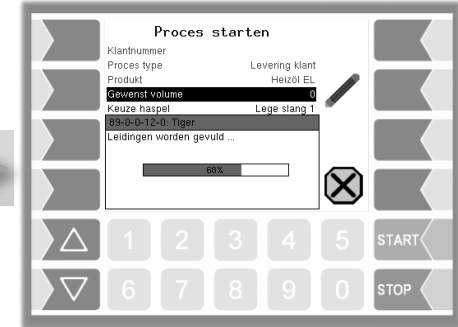 Proces starten
Klantnummer
Proces type Levering klant
Produkt Heizöl EL
Gewenst volume 0
Keuze haspel Lege slang 1
89-0-0-12-0: Tiger
Leidingen worden gevuld ...
68%
1 2 3 4 5 START
6 7 8 9 0 STOP